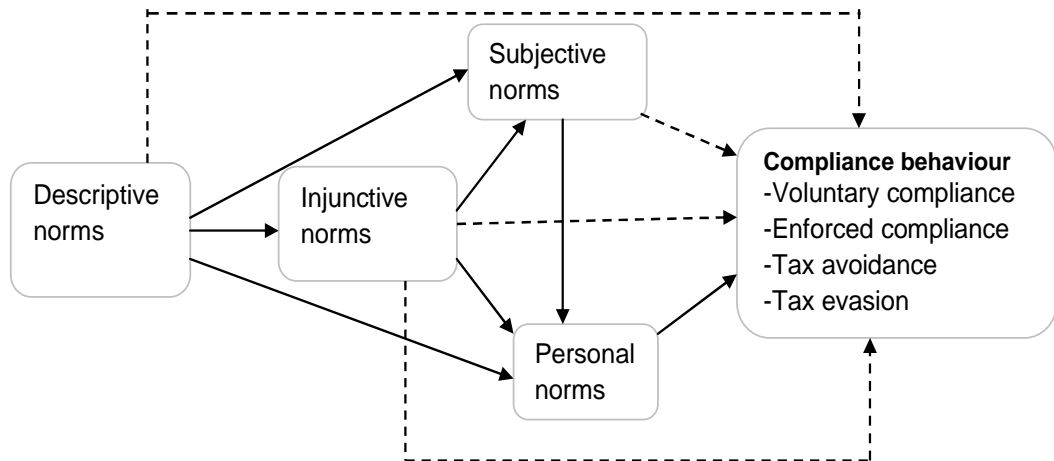 Subjective
norms
Descriptive
norms
Injunctive
norms
Personal
norms
Compliance behaviour
-Voluntary compliance
-Enforced compliance
-Tax avoidance
-Tax evasion